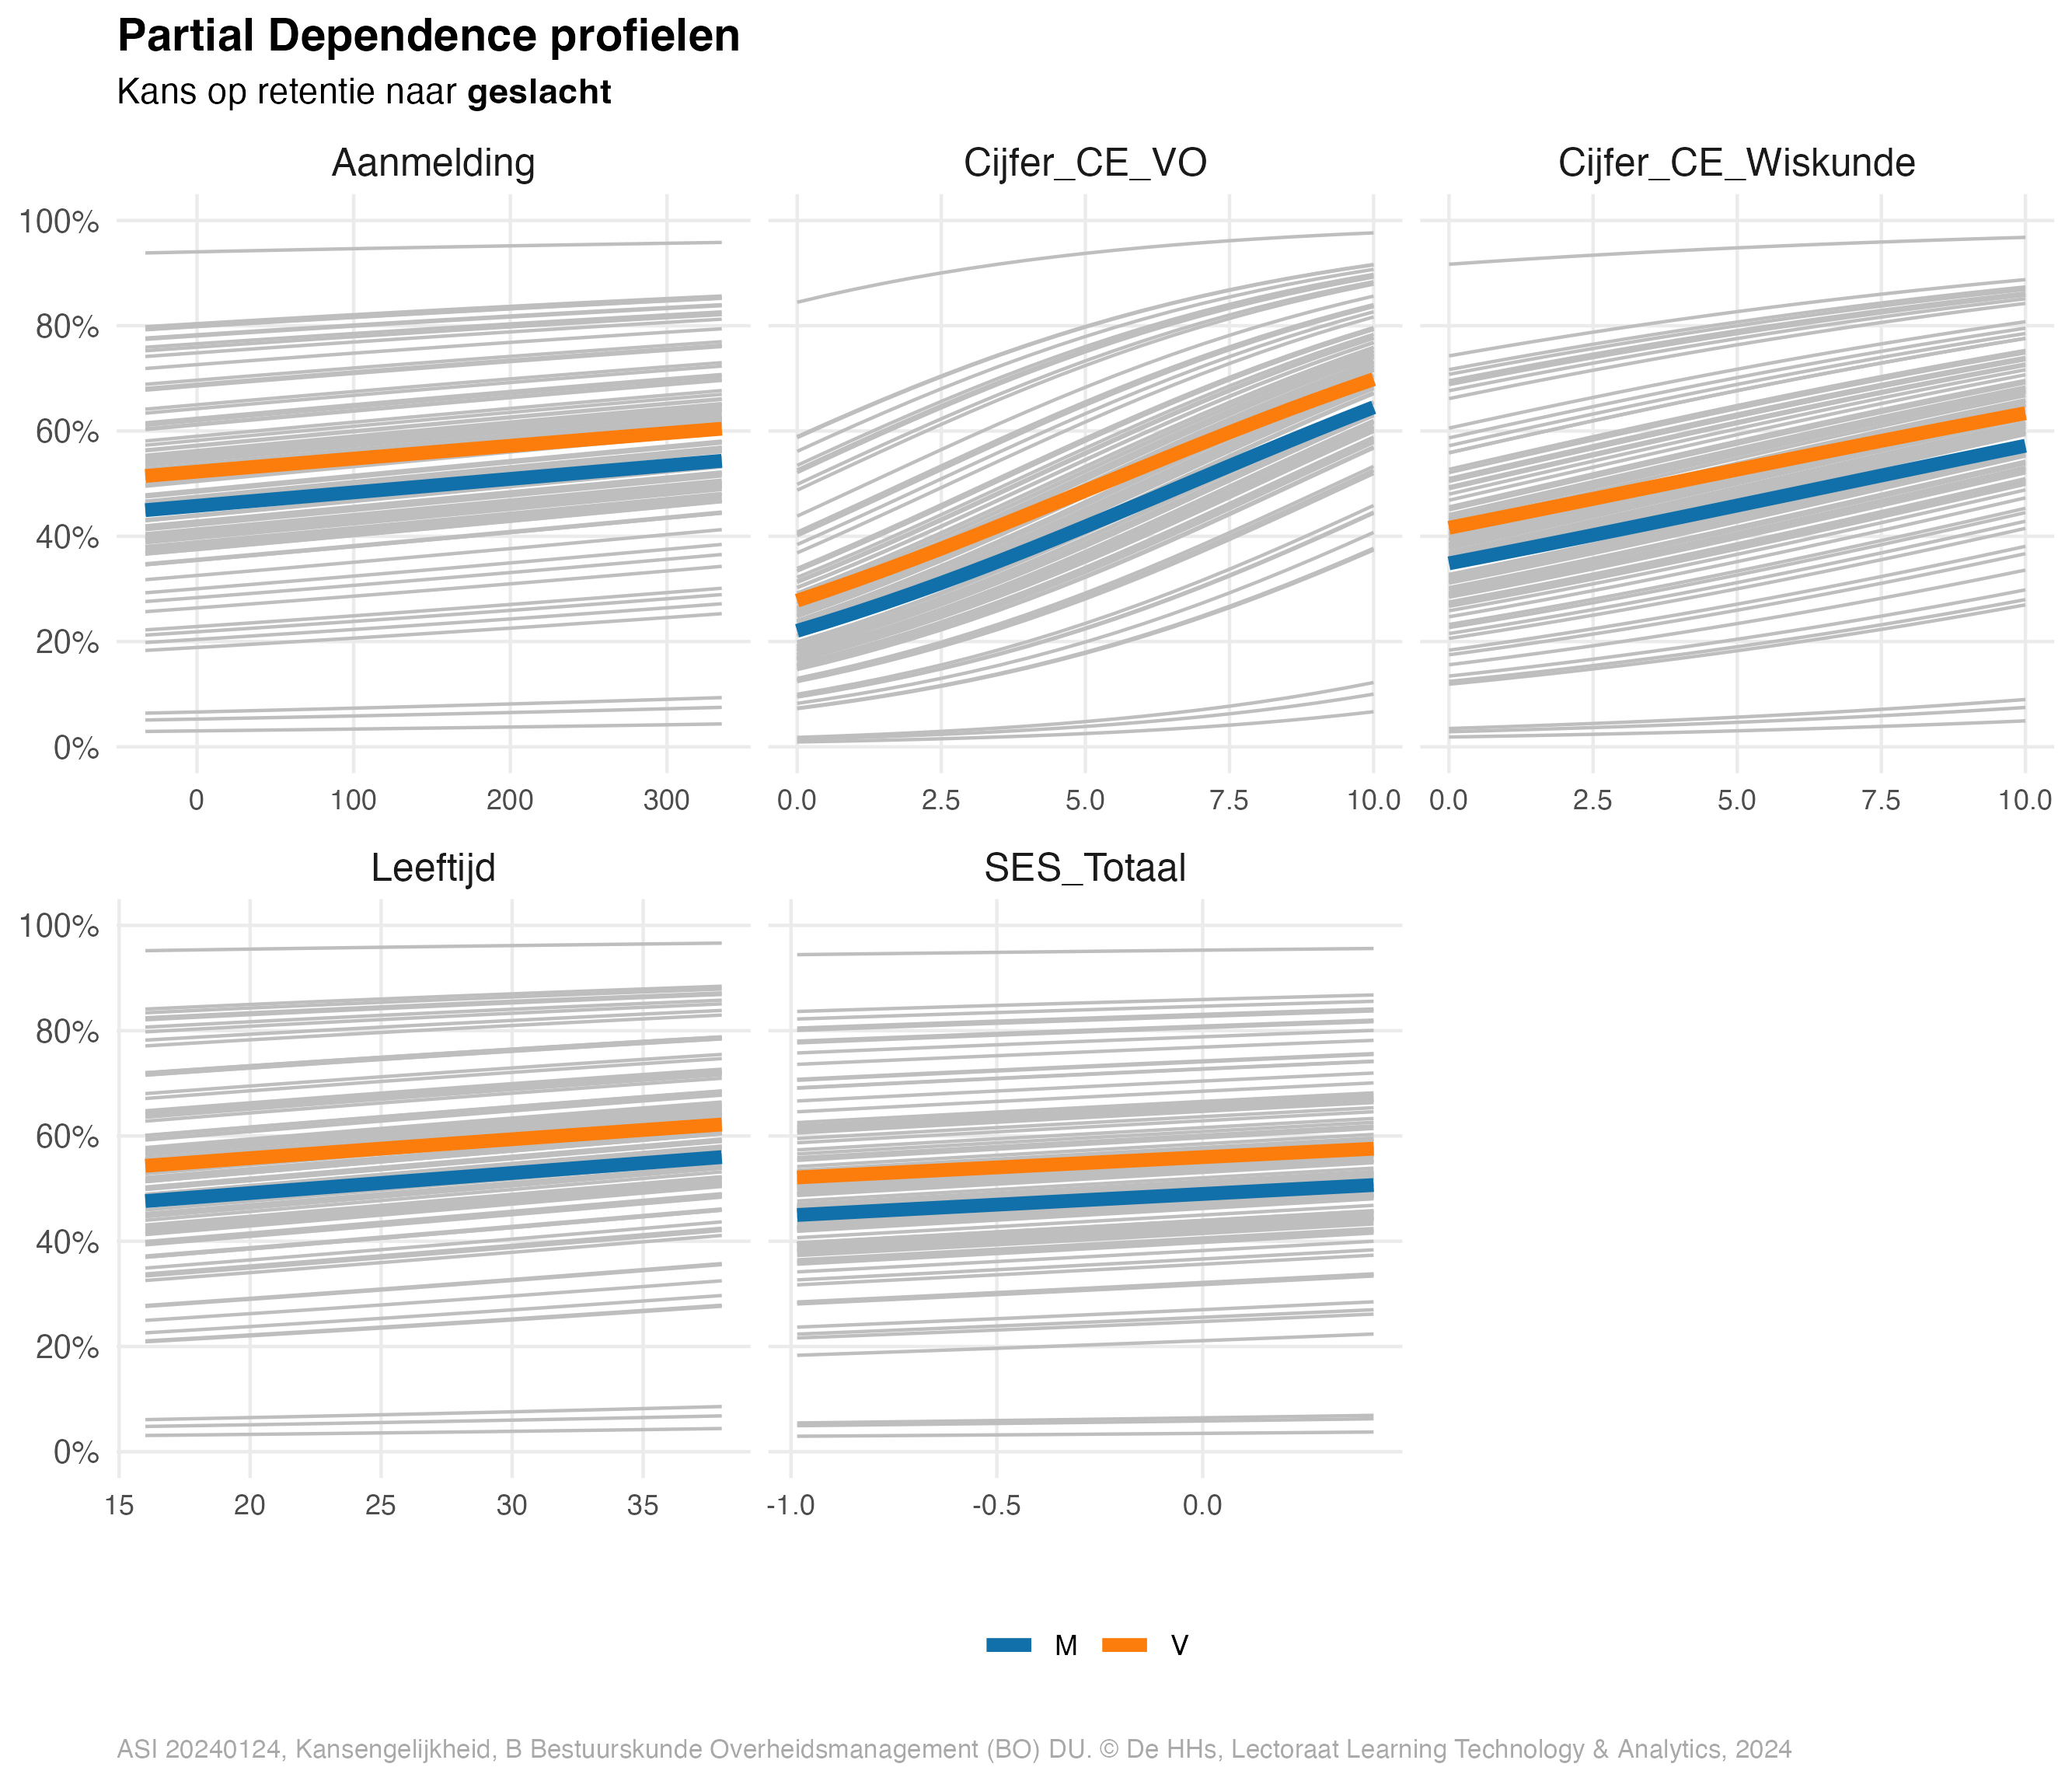 Partial Dependence profielen
Kans op retentie naar geslacht
Aanmelding
Cijfer_CE_VO
Cijfer_CE_Wiskunde
100%
80%
60%
40%
20%
0%
0 100 200 300
0.0 2.5 5.0 7.5 10.0
0.0 2.5 5.0 7.5 10.0
Leeftijd
SES_Totaal
100%
80%
60%
40%
20%
0%
15 20 25 30 35
-1.0 -0.5 0.0
M V
ASI 20240124, Kansengelijkheid, B Bestuurskunde Overheidsmanagement (BO) DU. © De HHs, Lectoraat Learning Technology & Analytics, 2024